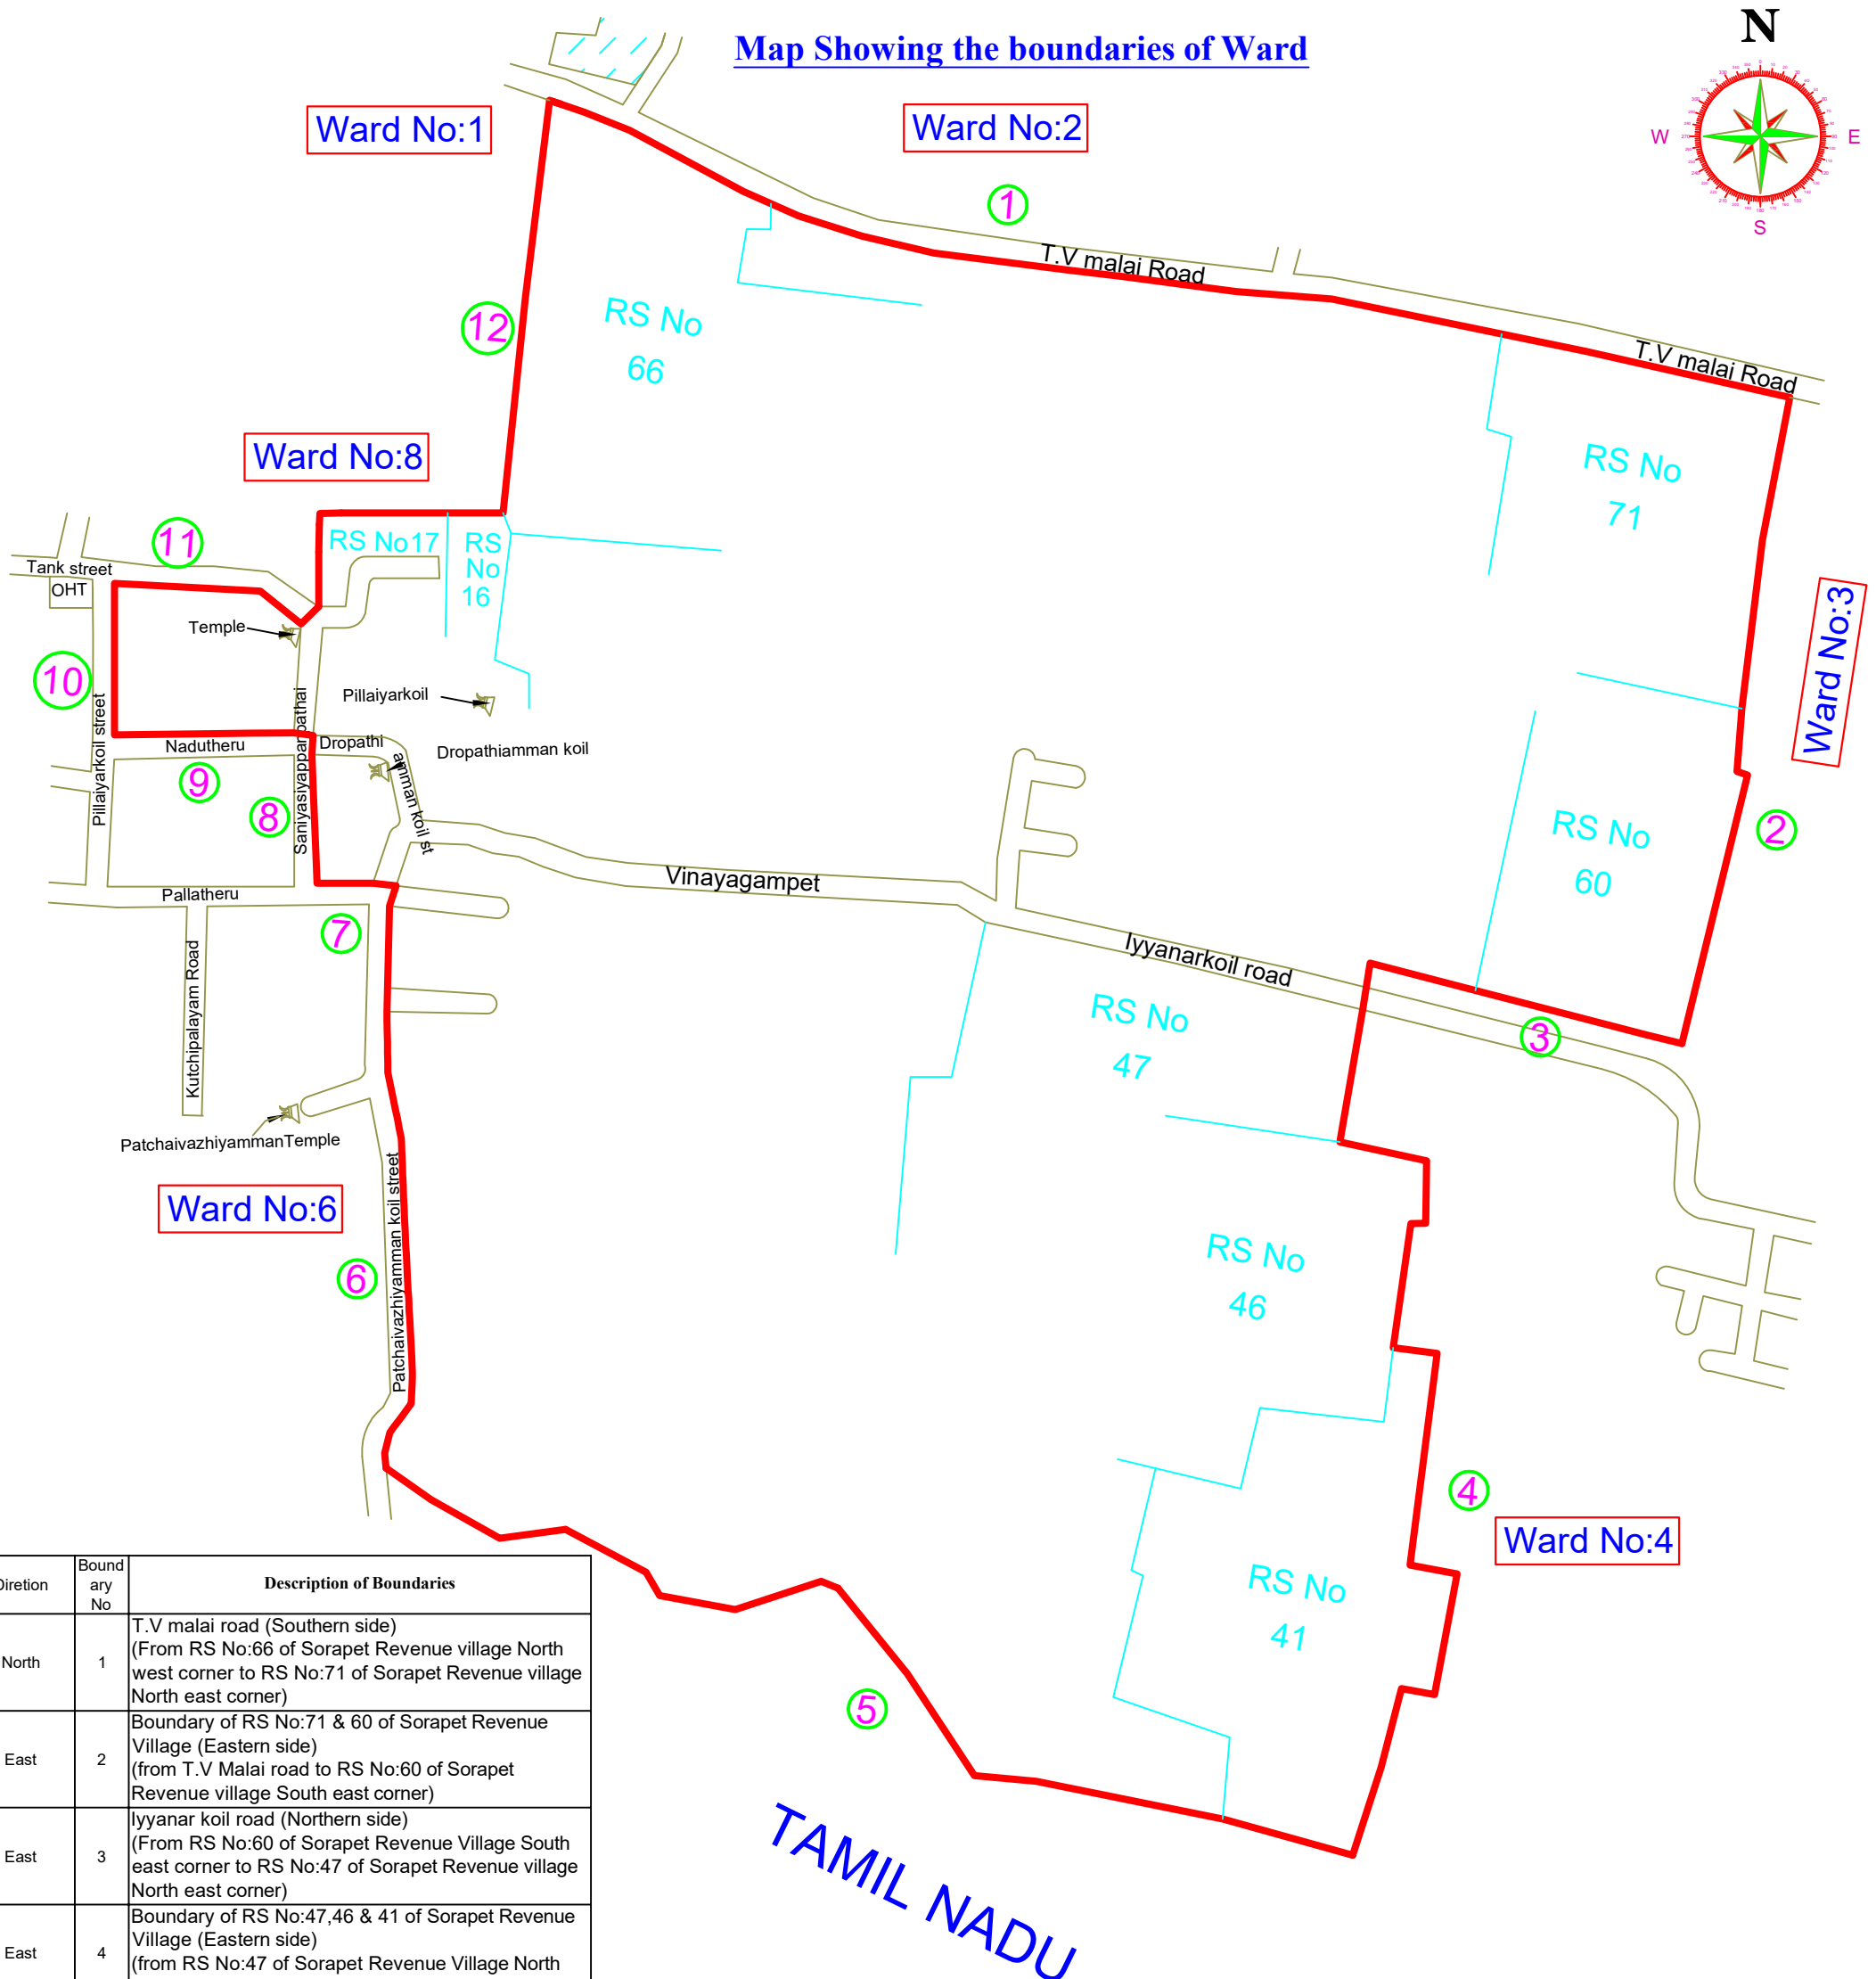 Map Showing the boundaries of Ward
N
W
E
S
Ward No:1
Ward No:2
1
T.V malai Road
T.V malai Road
12
RS No
66
RS No
71
Ward No:8
11
RS No17
RS
No
16
Tank street
OHT
Temple
10
Pillaiyarkoil street
Saniyasiyappanpathai
Pillaiyarkoil
Dropathiamman koil
Nadutheru
Dropathi
amman koil st
9
8
Ward No:3
2
RS No
60
Vinayagampet
Pallatheru
7
Iyyanarkoil road
3
Kutchipalayam Road
RS No
47
PatchaivazhiyammanTemple
Ward No:6
Patchaivazhiyamman koil street
6
RS No
46
4
Ward No:4
RS No
41
5
TAMIL NADU
Diretion
Bound
ary
No
Description of Boundaries
North
1
T.V malai road (Southern side)
(From RS No:66 of Sorapet Revenue village North
west corner to RS No:71 of Sorapet Revenue village
North east corner)
East
2
Boundary of RS No:71 & 60 of Sorapet Revenue
Village (Eastern side)
(from T.V Malai road to RS No:60 of Sorapet
Revenue village South east corner)
East
3
Iyyanar koil road (Northern side)
(From RS No:60 of Sorapet Revenue Village South
east corner to RS No:47 of Sorapet Revenue village
North east corner)
East
4
Boundary of RS No:47,46 & 41 of Sorapet Revenue
Village (Eastern side)
(from RS No:47 of Sorapet Revenue Village North